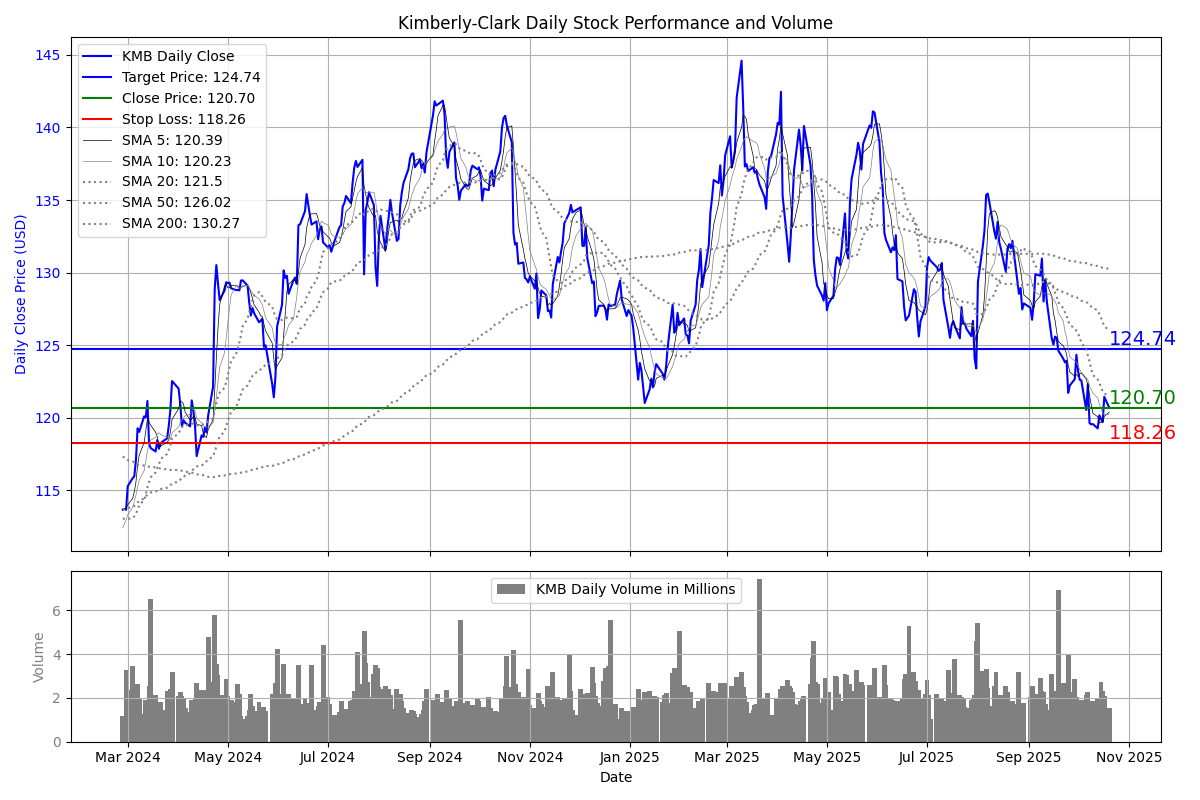 Kimberly-Clark Daily Stock Performance and Volume
145
140
135
130
125
120
115
Daily Close Price (USD)
KMB Daily Close
Target Price: 124.74
Close Price: 120.70
Stop Loss: 118.26
SMA 5: 120.39
SMA 10: 120.23
SMA 20: 121.5
SMA 50: 126.02
SMA 200: 130.27
124.74
120.70
118.26
KMB Daily Volume in Millions
6
4
2
0
Volume
Mar 2024
May 2024
Jul 2024
Sep 2024
Nov 2024
Jan 2025
Mar 2025
May 2025
Jul 2025
Sep 2025
Nov 2025
Date